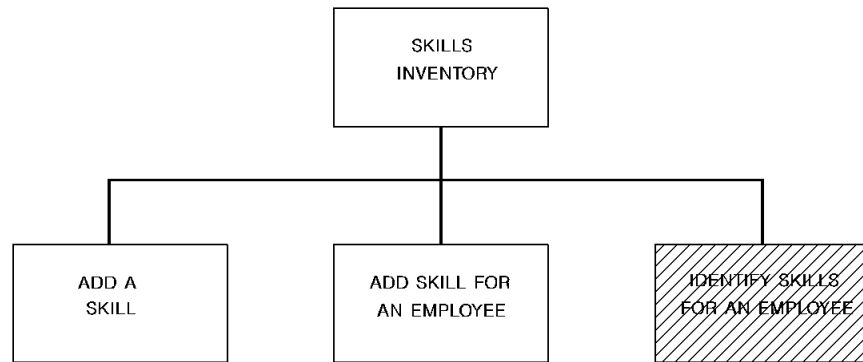 SKILLS
INVENTORY
ADD A
SKILL
ADD SKILL FOR
AN EMPLOYEE
IDENTIFY SKILLS
FOR AN EMPLOYEE